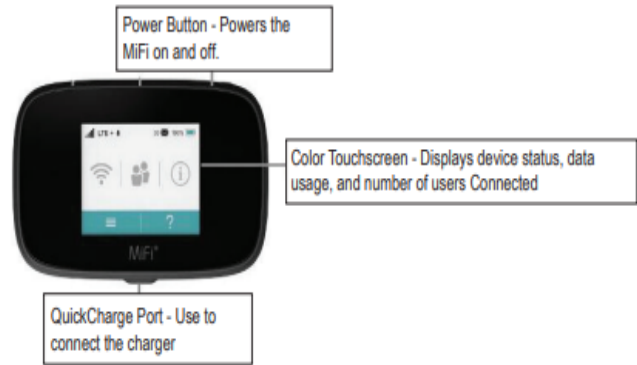 Power Button - Powers the
MiFi on and off.
LTE
Color Touchscreen - Displays device status, data
usage, and number of users Connected
?
MiFi®
QuickCharge Port - Use to
connect the charger